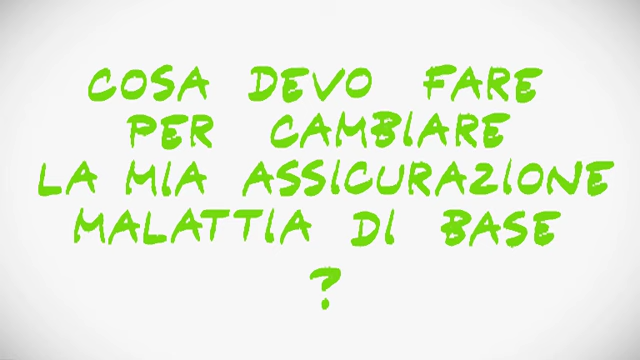 COSA DEVO FARE
PER CAMBIARE
LA MIA ASSICURAZIONE
MALATTIA DI BASE
?